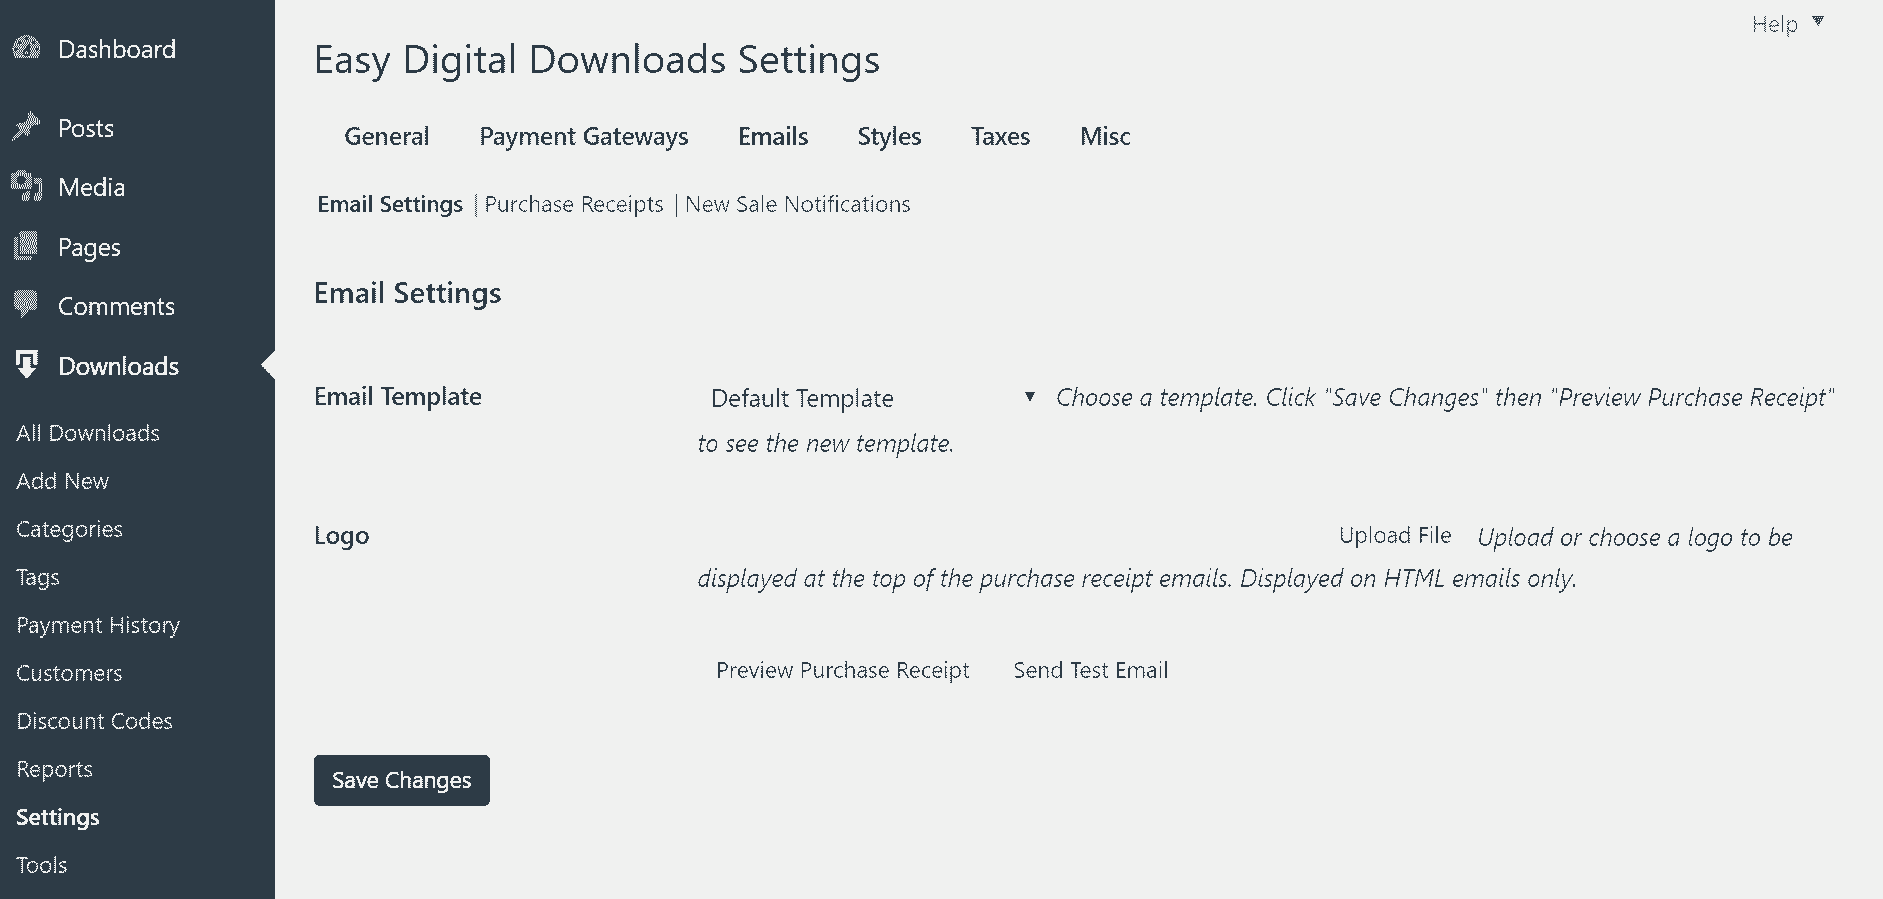 Help ▼
Dashboard
Posts
Media
Pages
Comments
Downloads
All Downloads
Add New
Categories
Tags
Payment History
Customers
Discount Codes
Reports
Settings
Tools
Easy Digital Downloads Settings
General Payment Gateways Emails Styles Taxes Misc
Email Settings | Purchase Receipts | New Sale Notifications
Email Settings
Email Template Default Template ▼ Choose a template. Click "Save Changes" then "Preview Purchase Receipt"
to see the new template.
Logo Upload File Upload or choose a logo to be
displayed at the top of the purchase receipt emails. Displayed on HTML emails only.
Preview Purchase Receipt Send Test Email
Save Changes